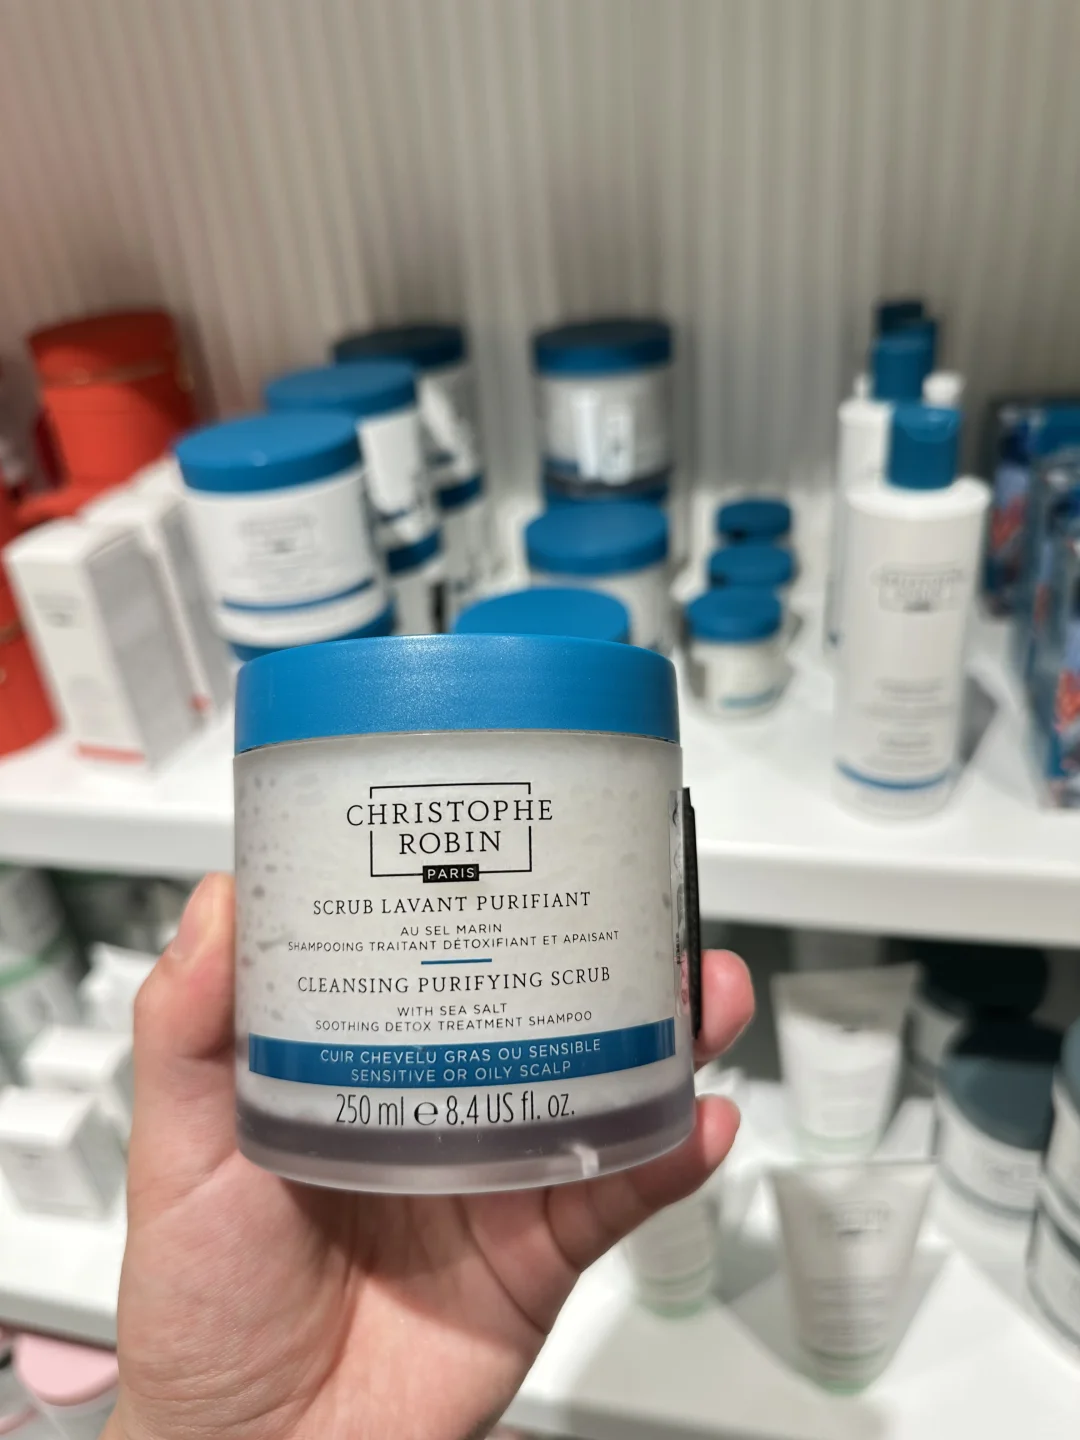 CHRISTOPHE
ROBIN
PARIS
SCRUB LAVANT PURIFIANT
AU SEL MARIN
SHAMPOOING TRAITANT DÉTOXIFIANT ET APAISANT
CLEANSING PURIFYING SCRUB
WITH SEA SALT
SOOTHING DETOX TREATMENT SHAMPOO
CUIR CHEVELU GRAS OU SENSIBLE
SENSITIVE OR OILY SCALP
250 ml ℮ 8.4 US fl. oz.